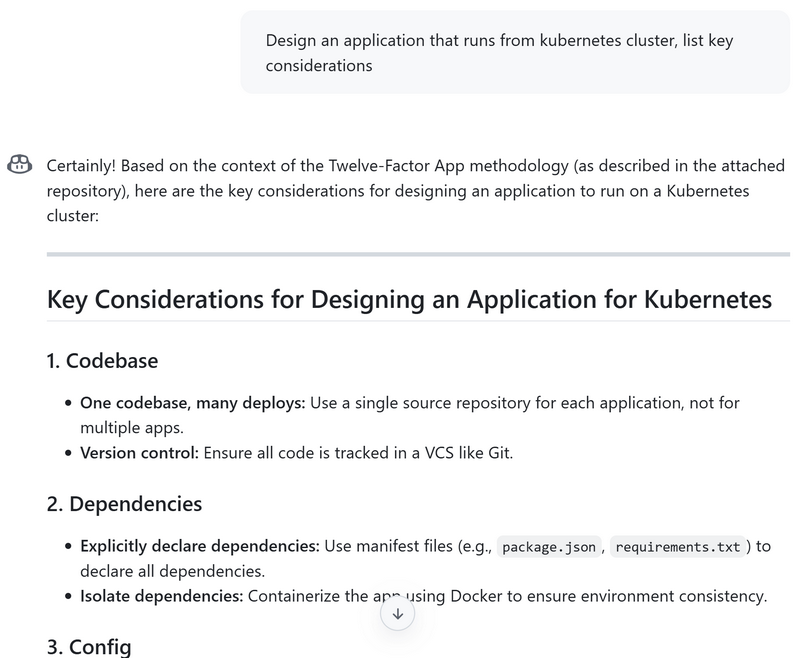 Design an application that runs from kubernetes cluster, list key
considerations
Certainly! Based on the context of the Twelve-Factor App methodology (as described in the attached
repository), here are the key considerations for designing an application to run on a Kubernetes
cluster:
Key Considerations for Designing an Application for Kubernetes
1. Codebase
• One codebase, many deploys: Use a single source repository for each application, not for
multiple apps.
• Version control: Ensure all code is tracked in a VCS like Git.
2. Dependencies
• Explicitly declare dependencies: Use manifest files (e.g., package.json, requirements.txt) to
declare all dependencies.
• Isolate dependencies: Containerize the app using Docker to ensure environment consistency.
3. Config